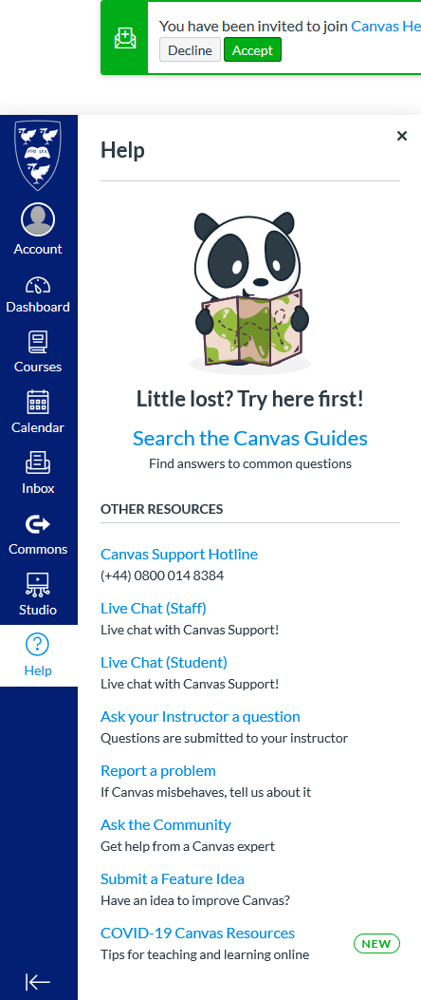 You have been invited to join Canvas He
Decline Accept
Help
Account
Dashboard
Courses
Calendar
Inbox
Commons
Studio
Help
Little lost? Try here first!
Search the Canvas Guides
Find answers to common questions
OTHER RESOURCES
Canvas Support Hotline
(+44) 0800 014 8384
Live Chat (Staff)
Live chat with Canvas Support!
Live Chat (Student)
Live chat with Canvas Support!
Ask your Instructor a question
Questions are submitted to your instructor
Report a problem
If Canvas misbehaves, tell us about it
Ask the Community
Get help from a Canvas expert
Submit a Feature Idea
Have an idea to improve Canvas?
COVID-19 Canvas Resources
NEW
Tips for teaching and learning online